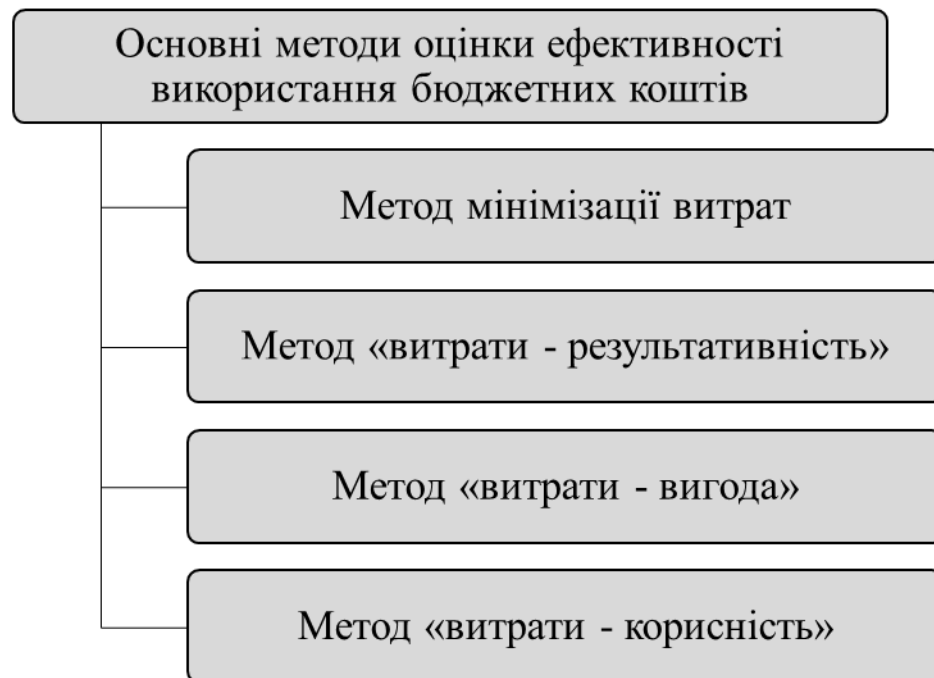 Основні методи оцінки ефективності
використання бюджетних коштів
Метод мінімізації витрат
Метод «витрати - результативність»
Метод «витрати - вигода»
Метод «витрати - корисність»